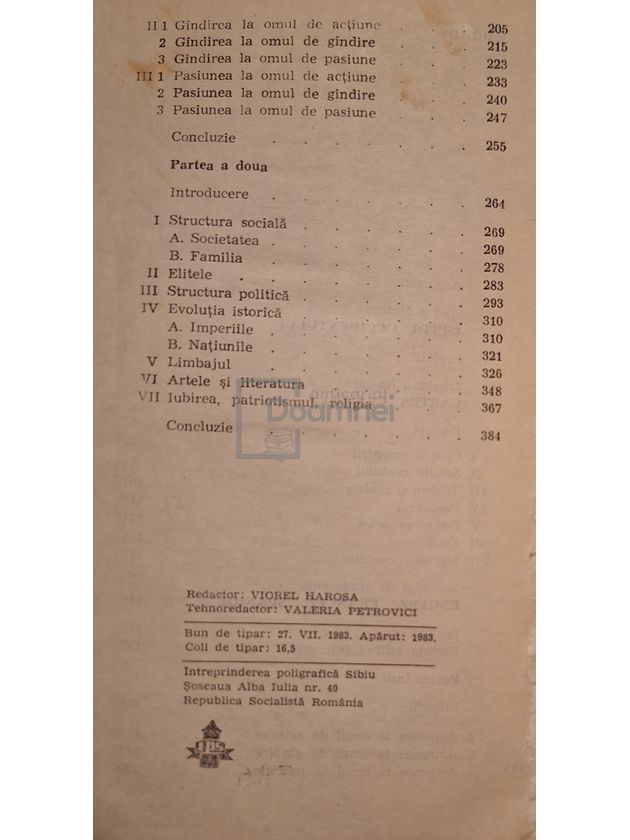 II 1 Gîndirea la omul de acțiune . . . 205
2 Gîndirea la omul de gîndire . . . 215
3 Gîndirea la omul de pasiune . . . 223
III 1 Pasiunea la omul de acțiune . . . 233
2 Pasiunea la omul de gîndire . . . 240
3 Pasiunea la omul de pasiune . . . 247
Concluzie . . . . . . . 255
Partea a doua
Introducere . . . . . . . 264
I Structura socială . . . . . . 269
A. Societatea . . . . . . . 269
B. Familia . . . . . . . 278
II Elitele . . . . . . . . 283
III Structura politică . . . . . . 293
IV Evoluția istorică . . . . . . 310
A. Imperiile . . . . . . . 310
B. Națiunile . . . . . . . 321
V Limbajul . . . . . . . 326
VI Artele și literatura . . . . . 348
VII Iubirea, patriotismul, religia . . . 367
Concluzie . . . . . . . 384
anticariat
Doamnei
Redactor: VIOREL HAROSA
Tehnoredactor: VALERIA PETROVICI
Bun de tipar: 27. VII. 1983. Apărut: 1983.
Coli de tipar: 16,5
Intreprinderea poligrafică Sibiu
Șoseaua Alba Iulia nr. 40
Republica Socialistă România